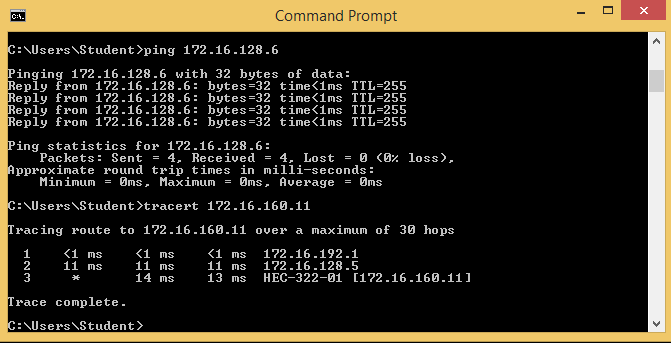 Command Prompt
C:\Users\Student>ping 172.16.128.6
Pinging 172.16.128.6 with 32 bytes of data:
Reply from 172.16.128.6: bytes=32 time<1ms TTL=255
Reply from 172.16.128.6: bytes=32 time<1ms TTL=255
Reply from 172.16.128.6: bytes=32 time<1ms TTL=255
Reply from 172.16.128.6: bytes=32 time<1ms TTL=255
Ping statistics for 172.16.128.6:
    Packets: Sent = 4, Received = 4, Lost = 0 (0% loss),
Approximate round trip times in milli-seconds:
    Minimum = 0ms, Maximum = 0ms, Average = 0ms
C:\Users\Student>tracert 172.16.160.11
Tracing route to 172.16.160.11 over a maximum of 30 hops
  1    <1 ms    <1 ms    <1 ms  172.16.192.1
  2    11 ms    11 ms    11 ms  172.16.128.5
  3     *       14 ms    13 ms  HEC-322-01 [172.16.160.11]
Trace complete.
C:\Users\Student>